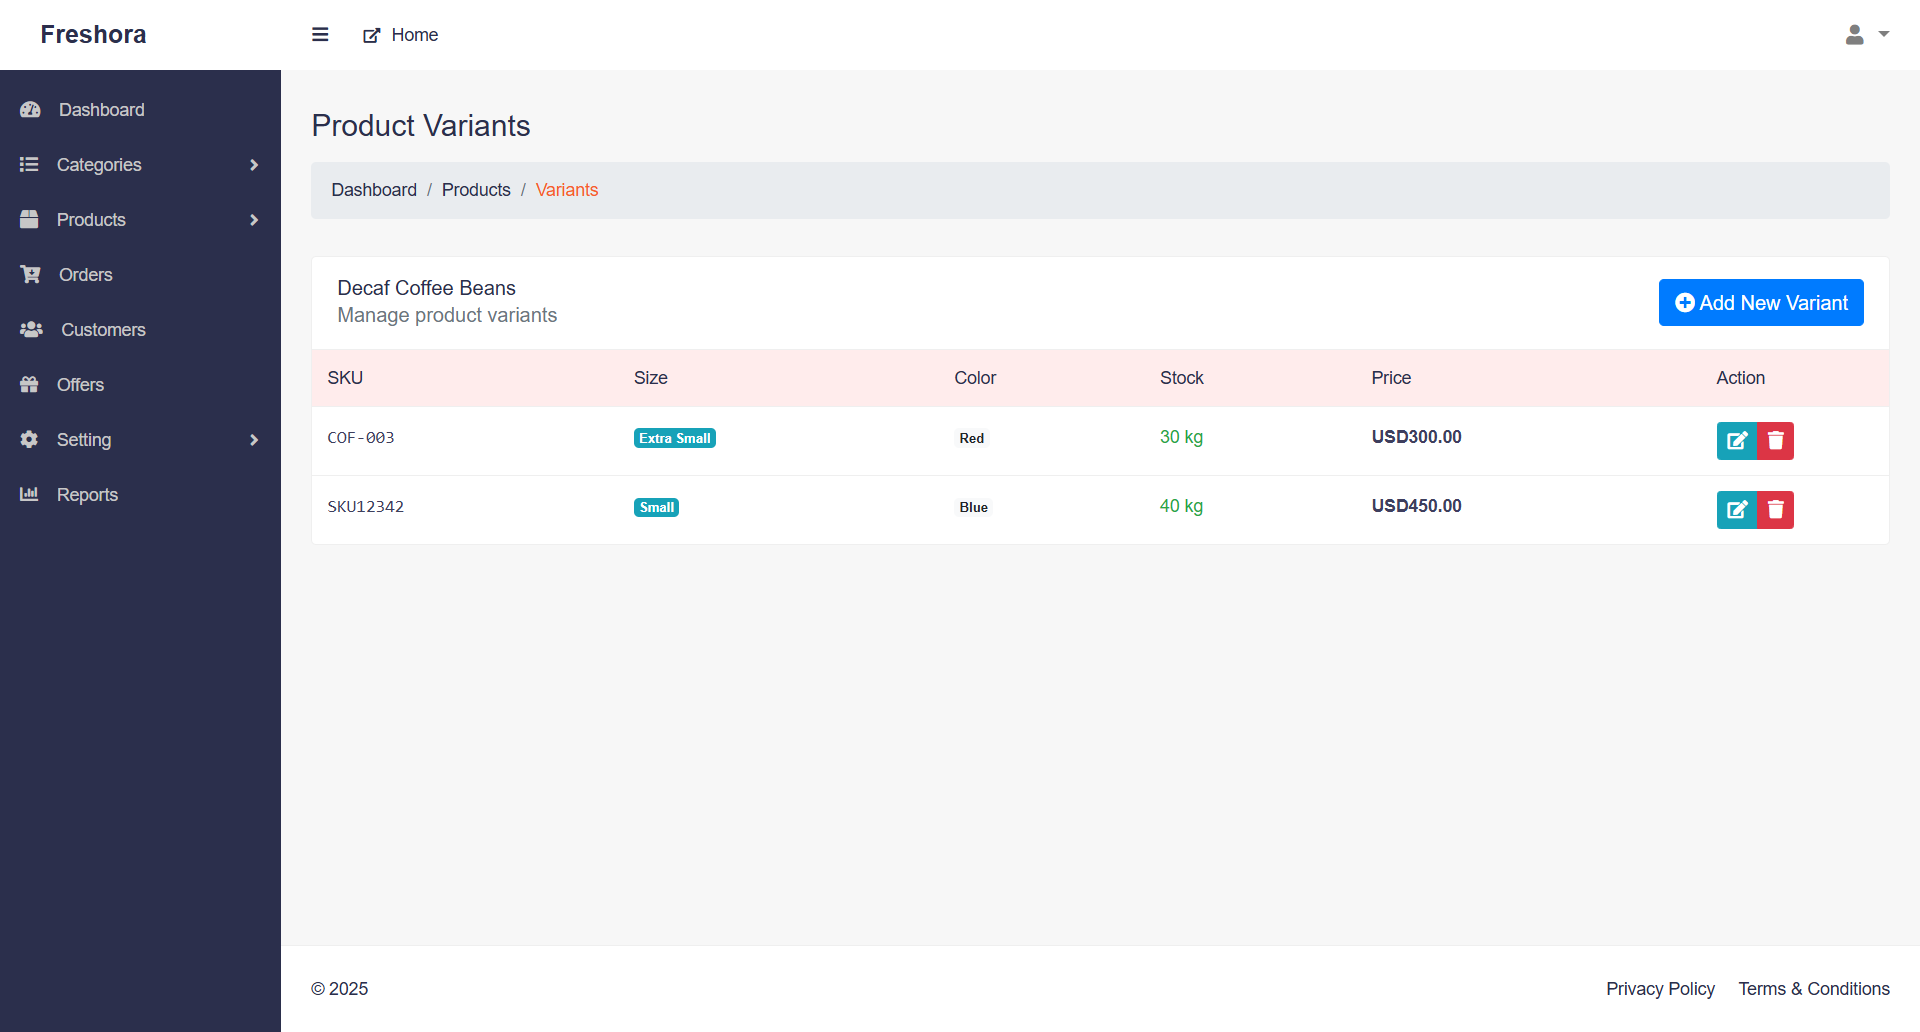 Freshora
Home
Dashboard
Categories
Products
Orders
Customers
Offers
Setting
Reports
Product Variants
Dashboard / Products / Variants
Decaf Coffee Beans
Manage product variants
Add New Variant
SKU Size Color Stock Price Action
COF-003 Extra Small Red 30 kg USD300.00
SKU12342 Small Blue 40 kg USD450.00
© 2025
Privacy Policy Terms & Conditions